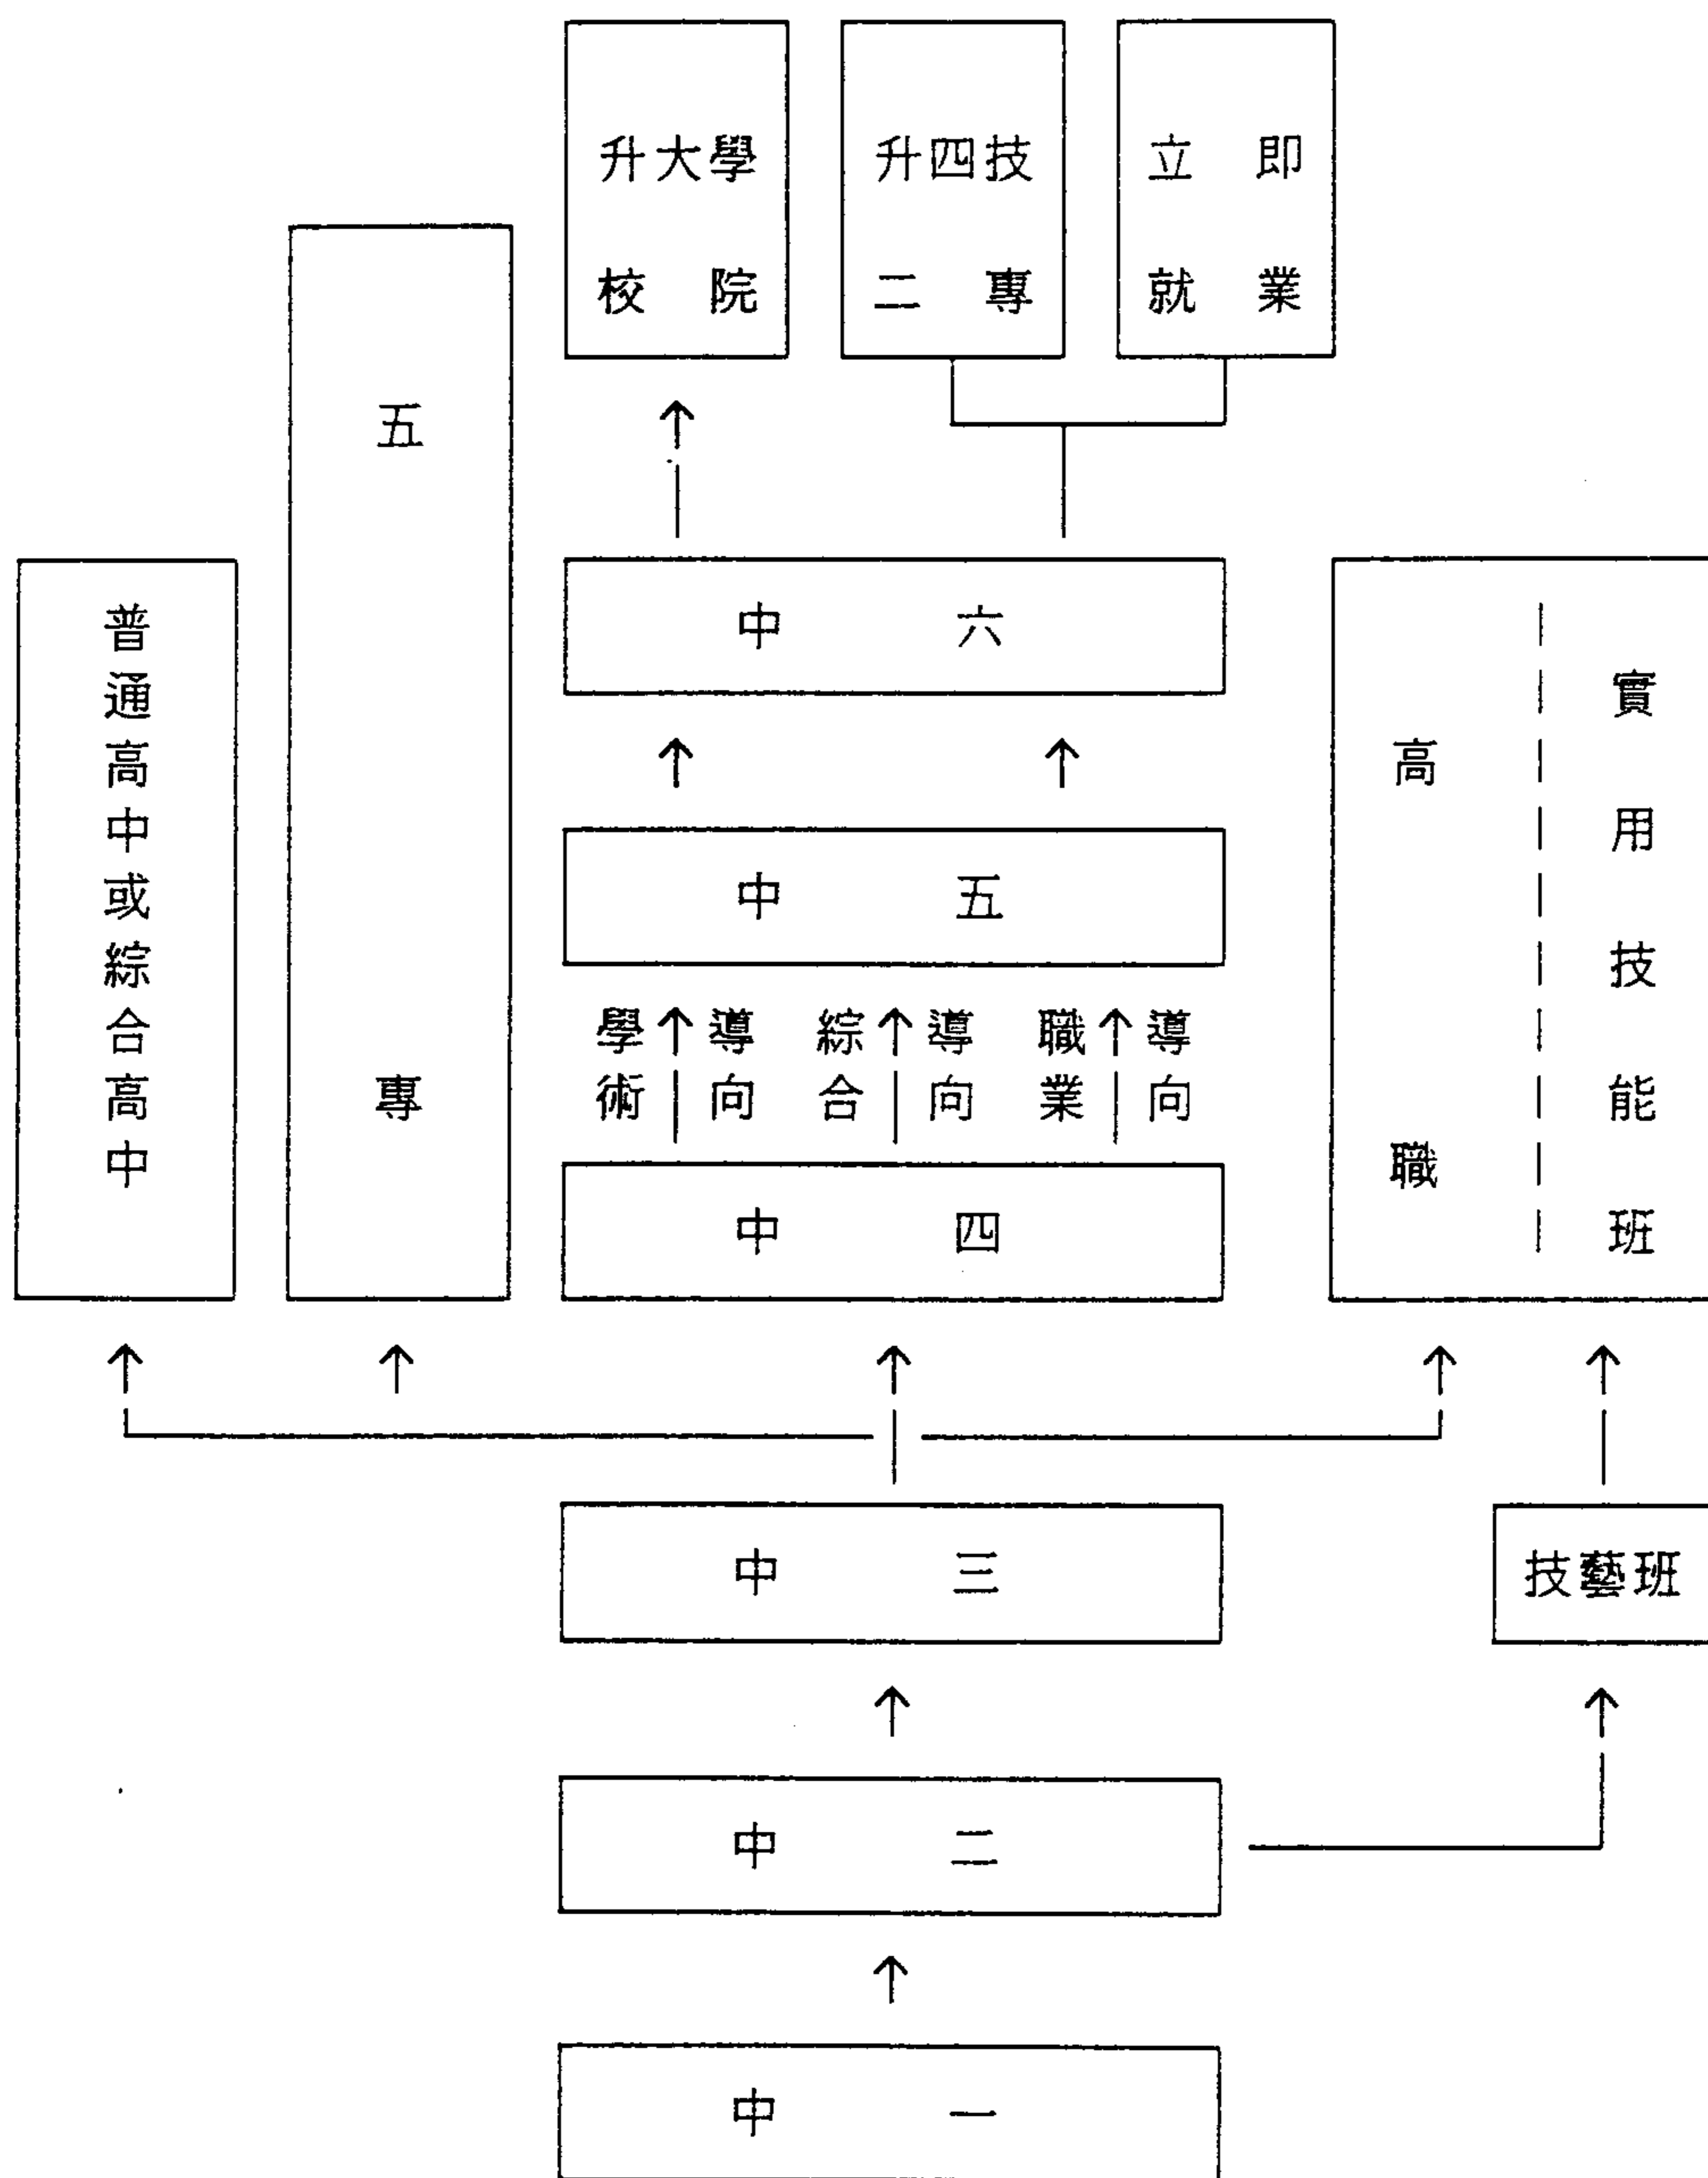 升大學
校院
升四技
二專
立即
就業
五專
普通高中或綜合高中
中六
高職
實用技能班
中五
學術導向
綜合導向
職業導向
中四
中三
技藝班
中二
中一